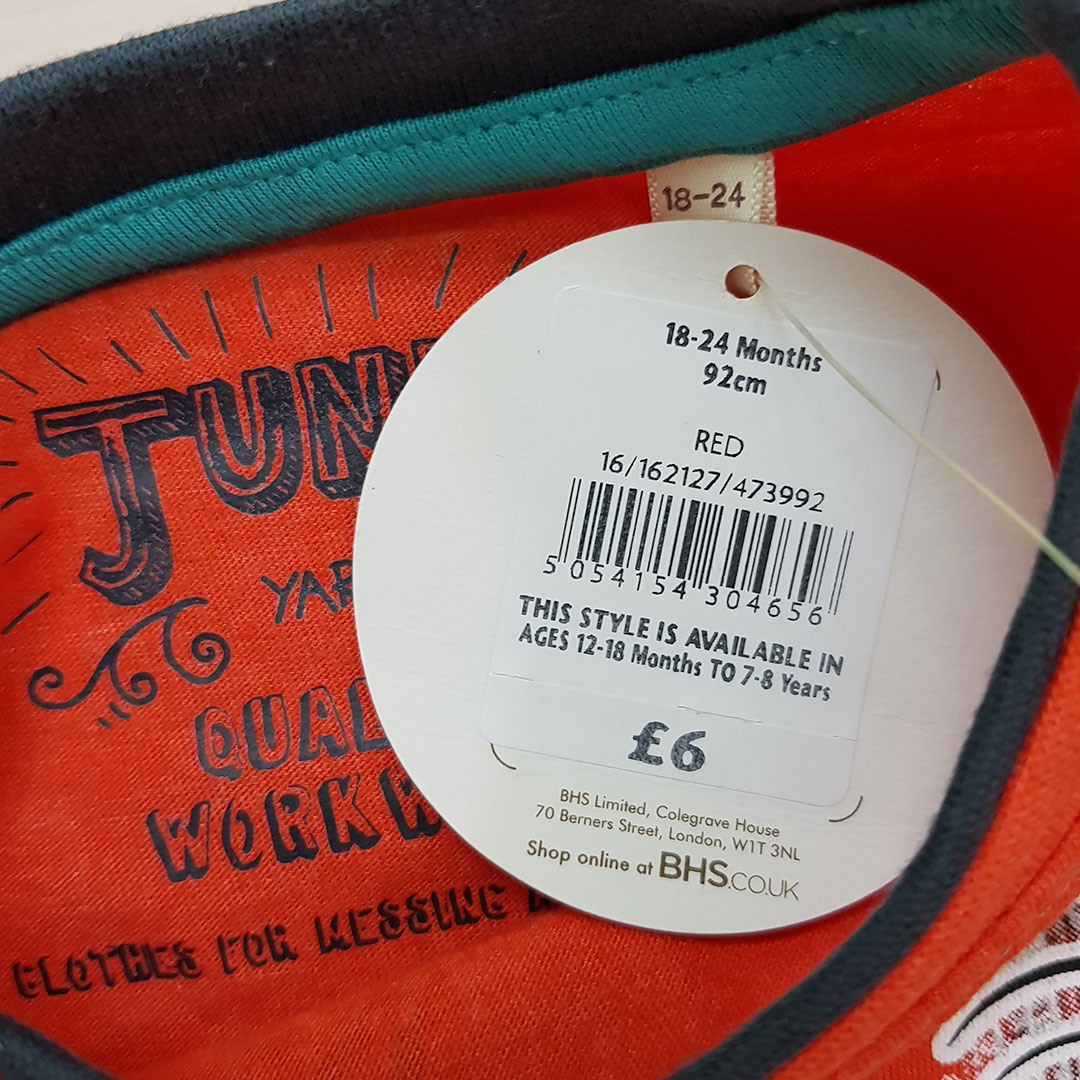 18-24
18-24 Months
92cm
RED
16/162127/473992
5 054154 304656
THIS STYLE IS AVAILABLE IN
AGES 12-18 Months TO 7-8 Years
£6
BHS Limited, Colegrave House
70 Berners Street, London, W1T 3NL
Shop online at BHS.CO.UK
JUN
YAR
QUAL
WORK W
CLOTHES FOR MESSING